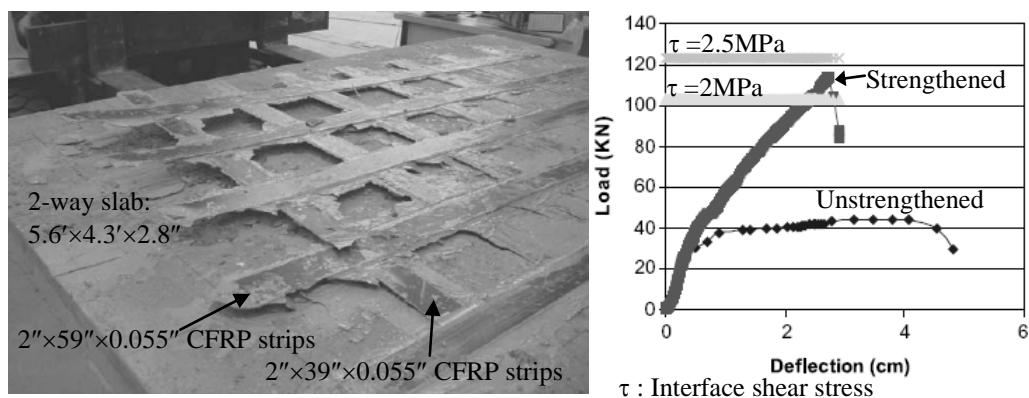 2-way slab:
5.6′×4.3′×2.8″
2″×59″×0.055″ CFRP strips
2″×39″×0.055″ CFRP strips
140
120
100
80
60
40
20
0
Load (KN)
τ =2.5MPa
τ =2MPa
Strengthened
Unstrengthened
0
2
4
6
Deflection (cm)
τ : Interface shear stress